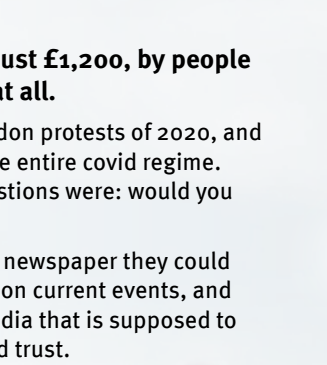 ust £1,200, by people
at all.
don protests of 2020, and
e entire covid regime.
stions were: would you
newspaper they could
on current events, and
dia that is supposed to
d trust.